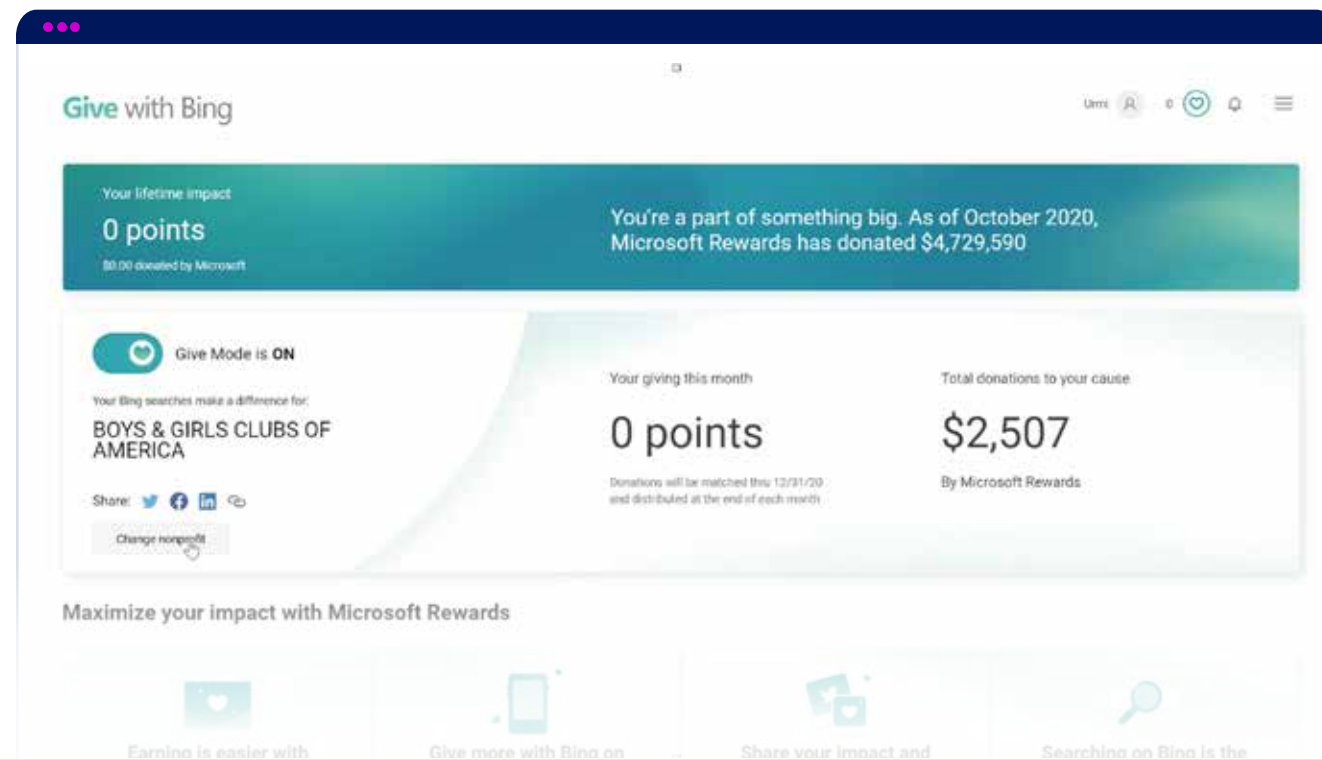 Give with Bing
Urmi 0
Your lifetime impact
0 points
$0.00 donated by Microsoft
You're a part of something big. As of October 2020,
Microsoft Rewards has donated $4,729,590
Give Mode is ON
Your Bing searches make a difference for:
BOYS & GIRLS CLUBS OF
AMERICA
Share:
Change nonprofit
Your giving this month
0 points
Donations will be matched thru 12/31/20
and distributed at the end of each month
Total donations to your cause
$2,507
By Microsoft Rewards
Maximize your impact with Microsoft Rewards
Earning is easier with
Give more with Bing on
Share your impact and
Searching on Bing is the